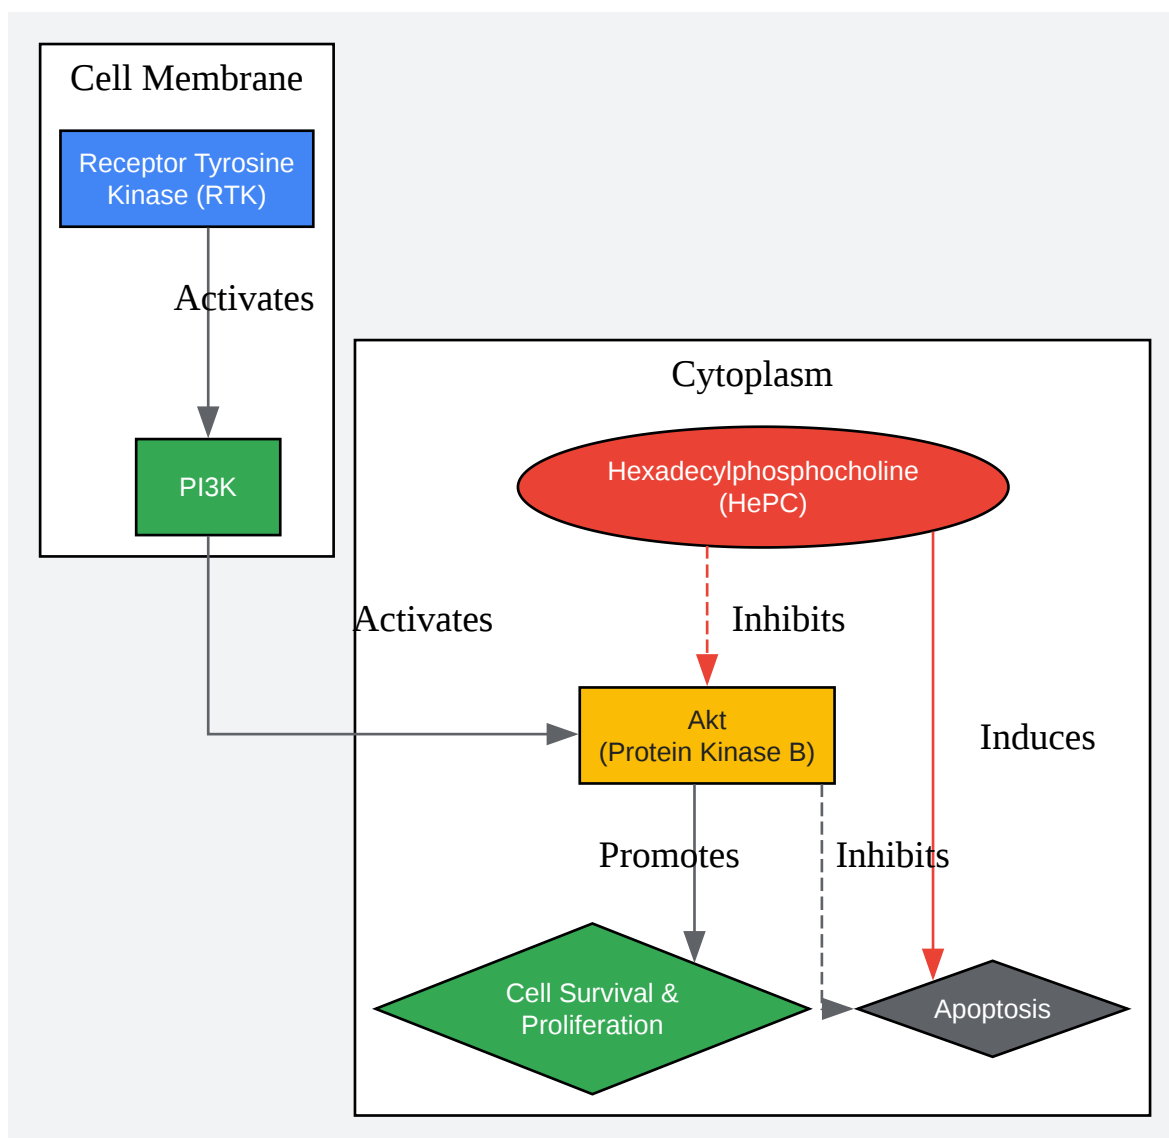 Cell Membrane
Receptor Tyrosine
Kinase (RTK)
Activates
PI3K
Cytoplasm
Hexadecylphosphocholine
(HePC)
Activates
Inhibits
Akt
(Protein Kinase B)
Induces
Promotes
Inhibits
Cell Survival &
Proliferation
Apoptosis